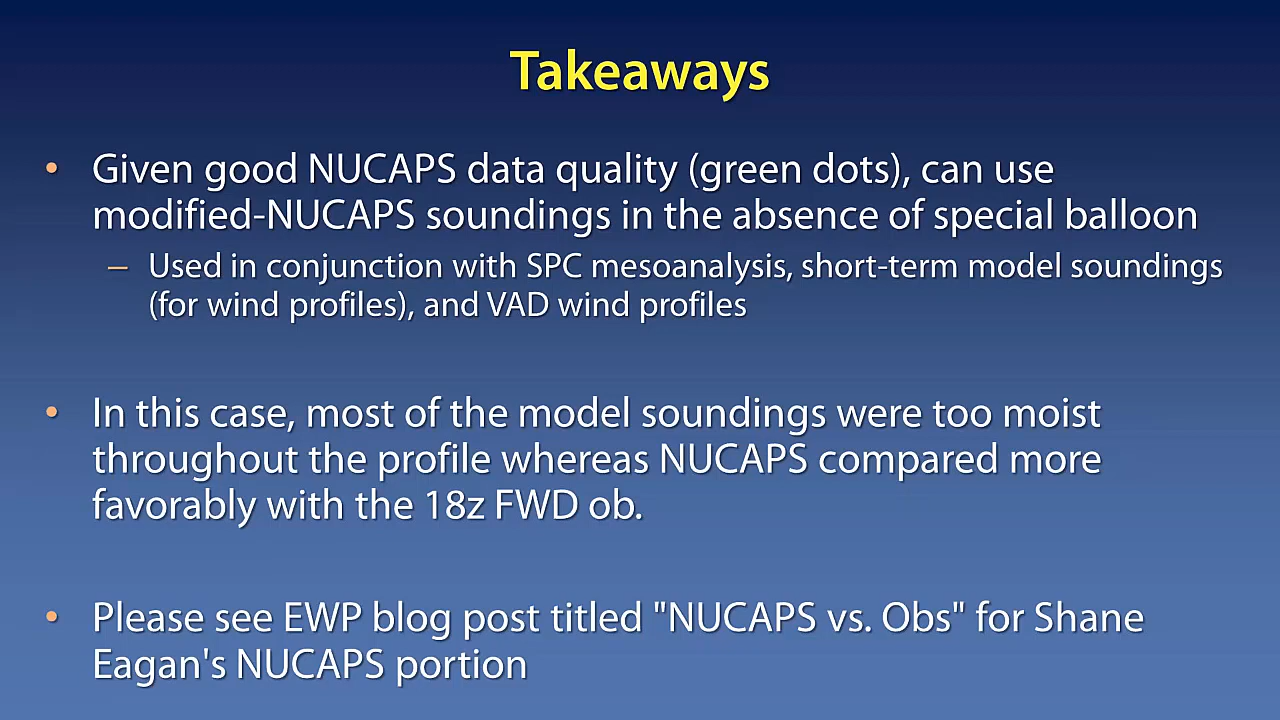 Takeaways
• Given good NUCAPS data quality (green dots), can use
modified-NUCAPS soundings in the absence of special balloon
– Used in conjunction with SPC mesoanalysis, short-term model soundings
(for wind profiles), and VAD wind profiles
• In this case, most of the model soundings were too moist
throughout the profile whereas NUCAPS compared more
favorably with the 18z FWD ob.
• Please see EWP blog post titled "NUCAPS vs. Obs" for Shane
Eagan's NUCAPS portion